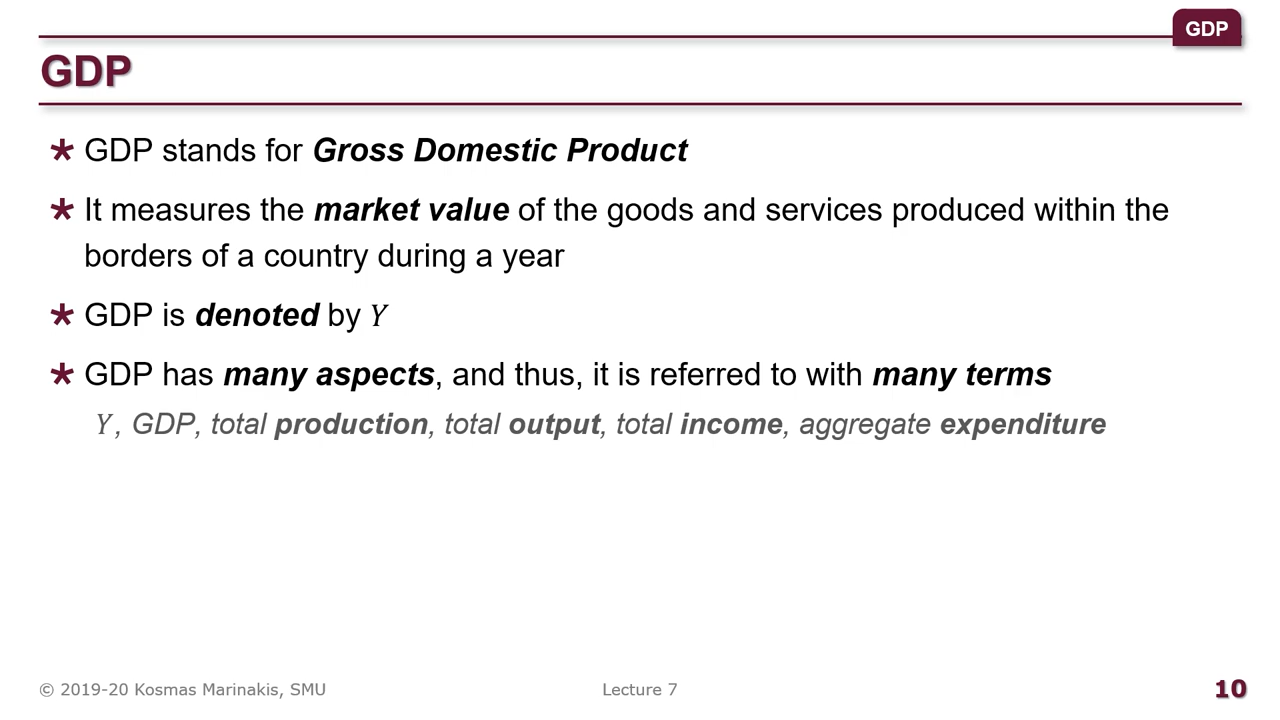 GDP
GDP
* GDP stands for Gross Domestic Product
* It measures the market value of the goods and services produced within the
borders of a country during a year
* GDP is denoted by Y
* GDP has many aspects, and thus, it is referred to with many terms
Y, GDP, total production, total output, total income, aggregate expenditure
© 2019-20 Kosmas Marinakis, SMU
Lecture 7
10